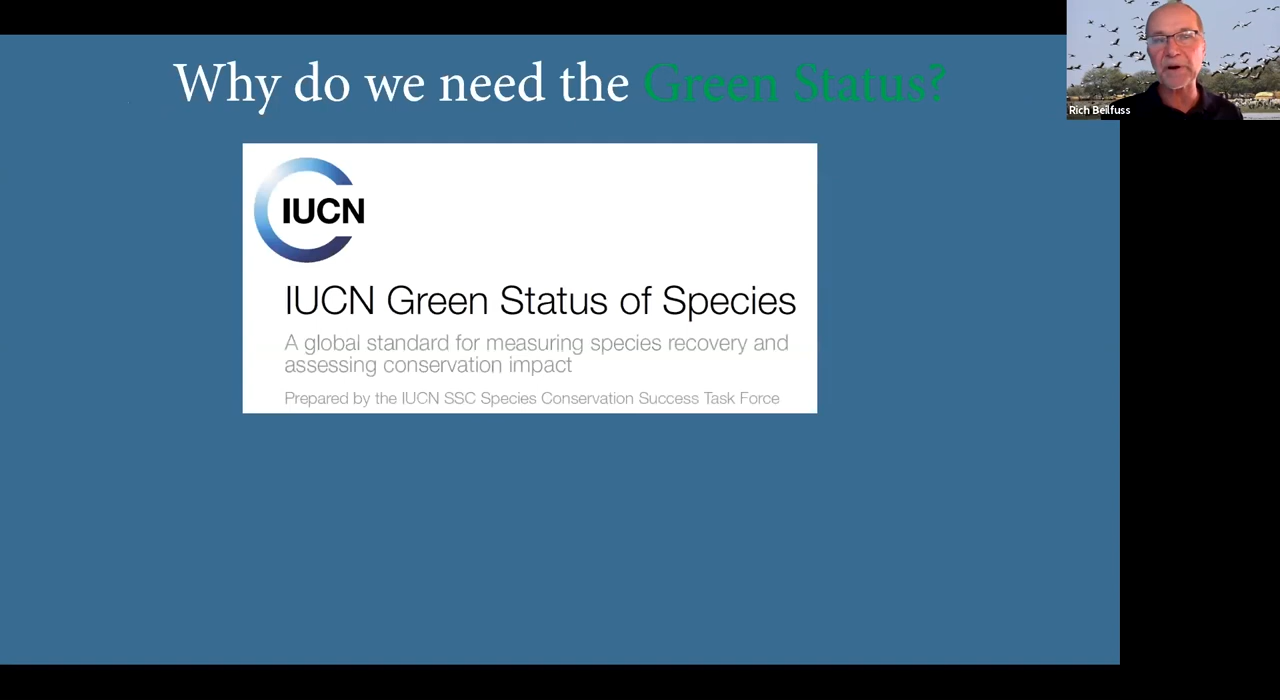 Why do we need the Green Status?
Rich Beilfuss
IUCN
IUCN Green Status of Species
A global standard for measuring species recovery and
assessing conservation impact
Prepared by the IUCN SSC Species Conservation Success Task Force